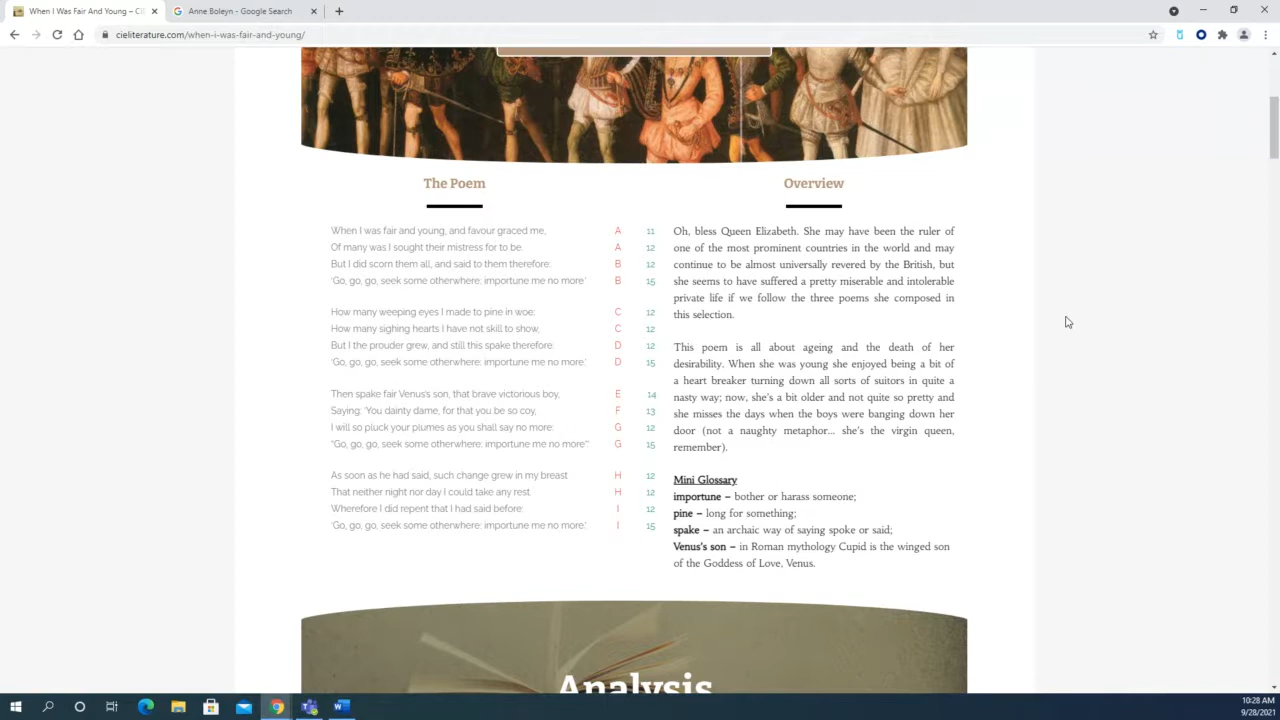 When I Was Fair And Young – CIE
Anne Boleyn - Google Search
cieliterature.com/when-i-was-fair-and-young/
The Poem
When I was fair and young, and favour graced me, A 11
Of many was I sought their mistress for to be. A 12
But I did scorn them all, and said to them therefore: B 12
'Go, go, go, seek some otherwhere; importune me no more' B 15
How many weeping eyes I made to pine in woe; C 12
How many sighing hearts I have not skill to show, C 12
But I the prouder grew, and still this spake therefore: D 12
'Go, go, go, seek some otherwhere; importune me no more.' D 15
Then spake fair Venus's son, that brave victorious boy, E 14
Saying: 'You dainty dame, for that you be so coy, F 13
I will so pluck your plumes as you shall say no more: G 12
"Go, go, go, seek some otherwhere; importune me no more"' G 15
As soon as he had said, such change grew in my breast H 12
That neither night nor day I could take any rest. H 12
Wherefore I did repent that I had said before: I 12
'Go, go, go, seek some otherwhere; importune me no more.' I 15
Overview
Oh, bless Queen Elizabeth. She may have been the ruler of
one of the most prominent countries in the world and may
continue to be almost universally revered by the British, but
she seems to have suffered a pretty miserable and intolerable
private life if we follow the three poems she composed in
this selection.
This poem is all about ageing and the death of her
desirability. When she was young she enjoyed being a bit of
a heart breaker turning down all sorts of suitors in quite a
nasty way; now, she's a bit older and not quite so pretty and
she misses the days when the boys were banging down her
door (not a naughty metaphor... she's the virgin queen,
remember).
Mini Glossary
importune – bother or harass someone;
pine – long for something;
spake – an archaic way of saying spoke or said;
Venus's son – in Roman mythology Cupid is the winged son
of the Goddess of Love, Venus.
Analysis
10:28 AM
9/28/2021